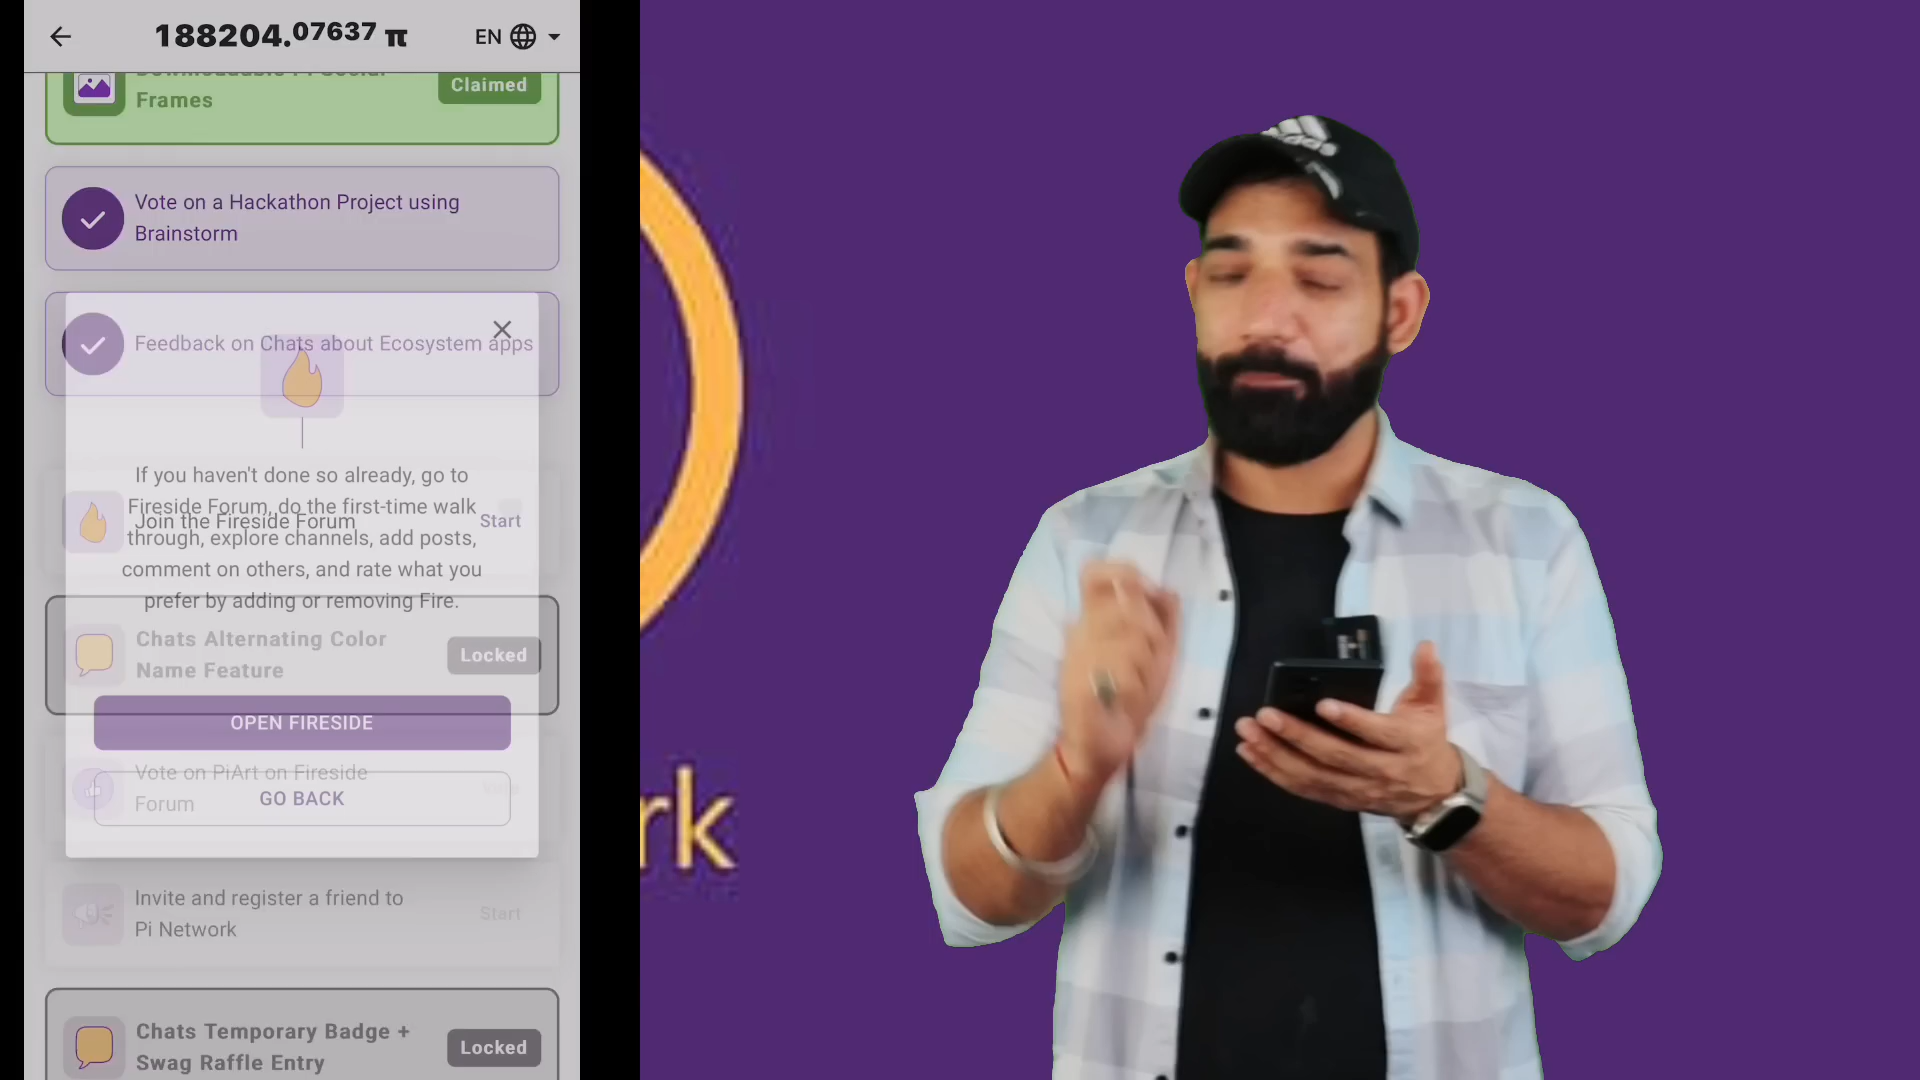 188204.07637 π
EN
Frames
Claimed
Vote on a Hackathon Project using
Brainstorm
Feedback on Chats about Ecosystem apps
If you haven't done so already, go to
Fireside Forum, do the first-time walk
through, explore channels, add posts,
comment on others, and rate what you
prefer by adding or removing Fire.
Join the Fireside Forum
Start
Chats Alternating Color
Name Feature
Locked
OPEN FIRESIDE
Vote on PiArt on Fireside
Forum
GO BACK
Invite and register a friend to
Pi Network
Start
Chats Temporary Badge +
Swag Raffle Entry
Locked
rk
adidas